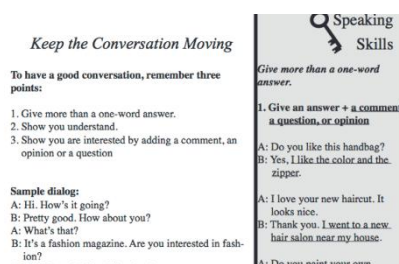 Keep the Conversation Moving
To have a good conversation, remember three
points:
1. Give more than a one-word answer.
2. Show you understand.
3. Show you are interested by adding a comment, an
opinion or a question
Sample dialog:
A: Hi. How's it going?
B: Pretty good. How about you?
A: What's that?
B: It's a fashion magazine. Are you interested in fash-
ion?
Speaking
Skills
Give more than a one-word
answer.
1. Give an answer + a comment
a question, or opinion
A: Do you like this handbag?
B: Yes, I like the color and the
zipper.
A: I love your new haircut. It
looks nice.
B: Thank you. I went to a new
hair salon near my house.
A: Do you paint your own